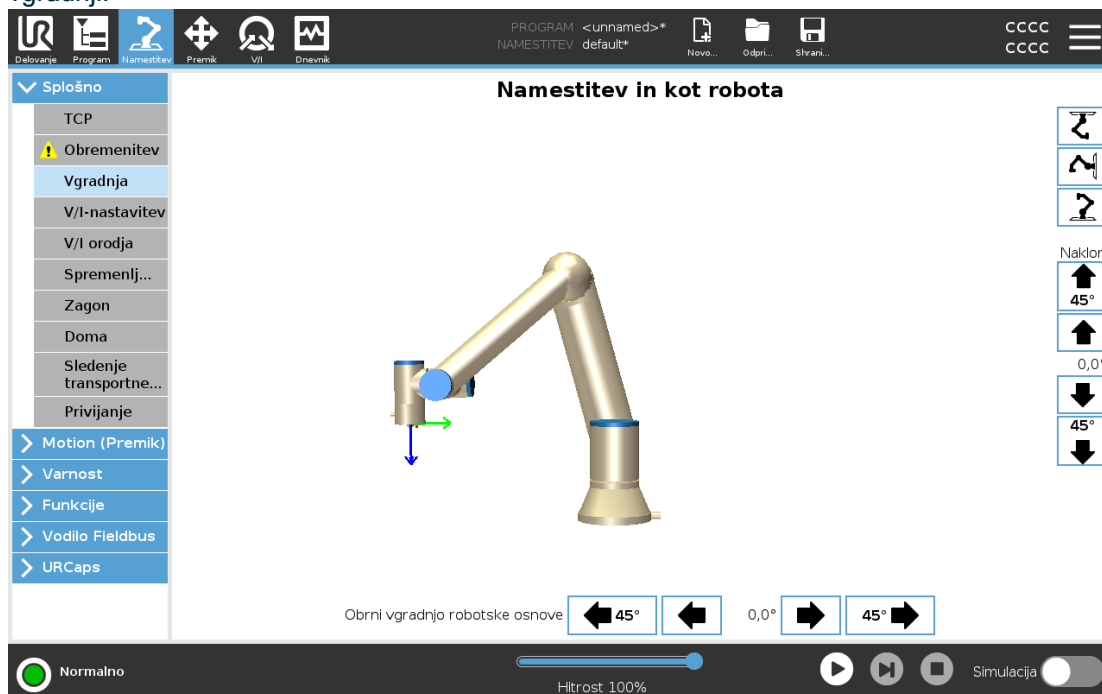 PROGRAM <unnamed>*
NAMESTITEV default*
Delovanje
Program
Namestitev
Premik
V/I
Dnevnik
Novo...
Odpri...
Shrani...
CCCC
CCCC
Splošno
TCP
Obremenitev
Vgradnja
V/I-nastavitev
V/I orodja
Spremenlj...
Zagon
Doma
Sledenje
transportne...
Privijanje
Motion (Premik)
Varnost
Funkcije
Vodilo Fieldbus
URCaps
Namestitev in kot robota
45°
0,0°
45°
Obrni vgradnjo robotske osnove
45°
0,0°
45°
Normalno
Hitrost 100%
Simulacija